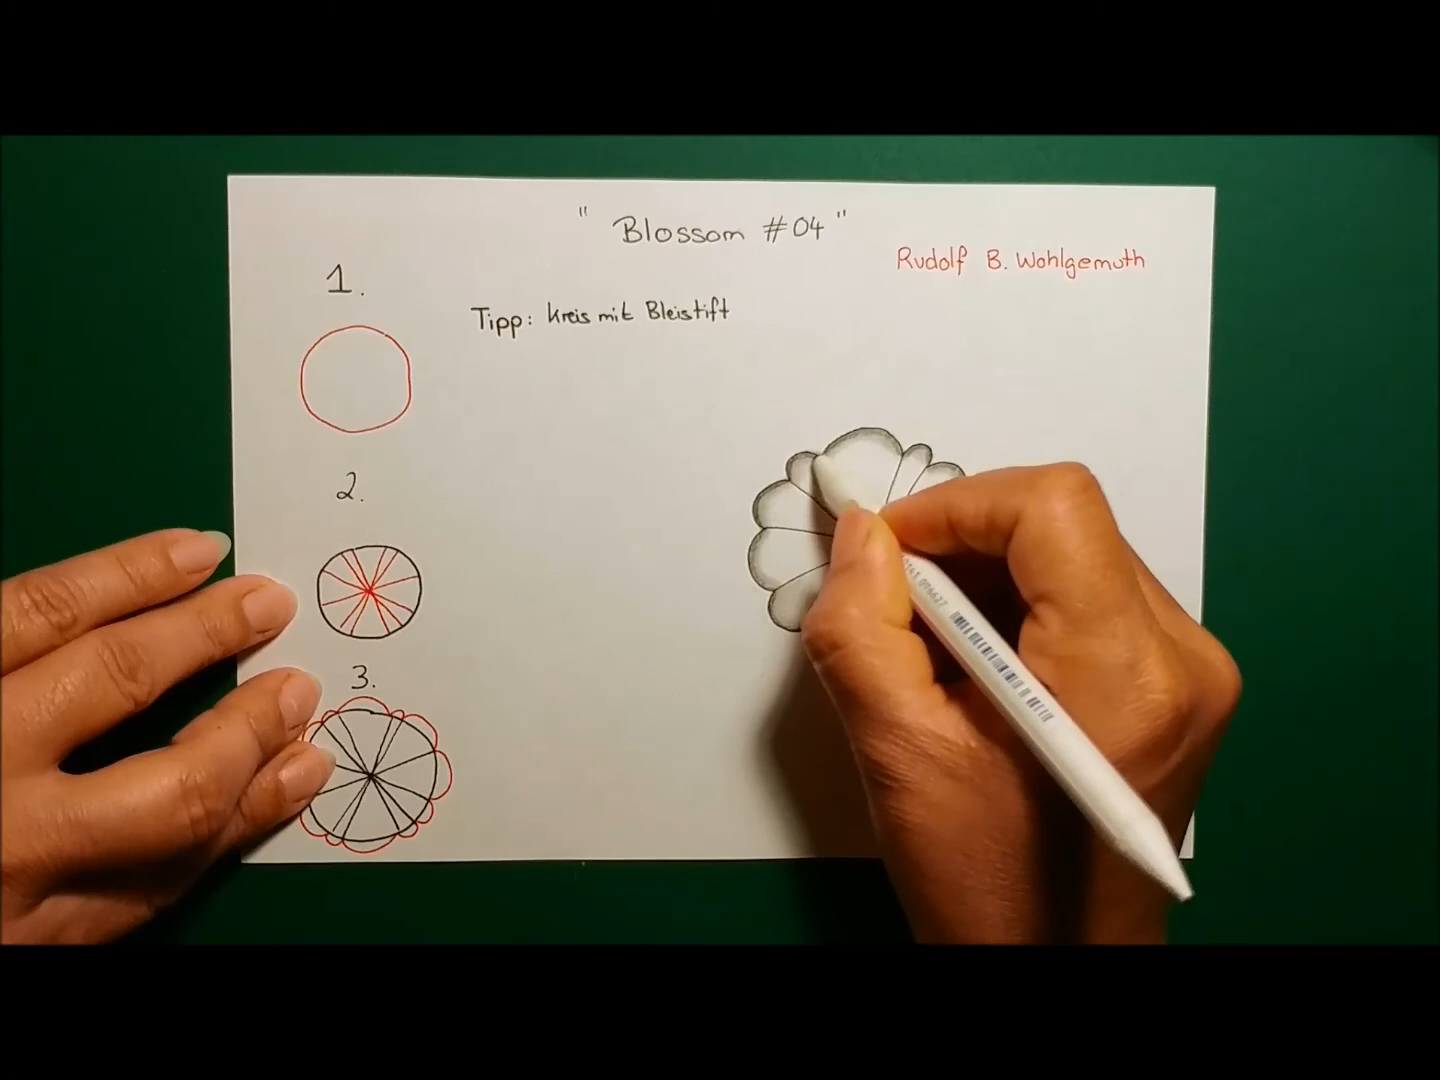 " Blossom #04 "
Rudolf B. Wohlgemuth
1.
Tipp: Kreis mit Bleistift
2.
3.